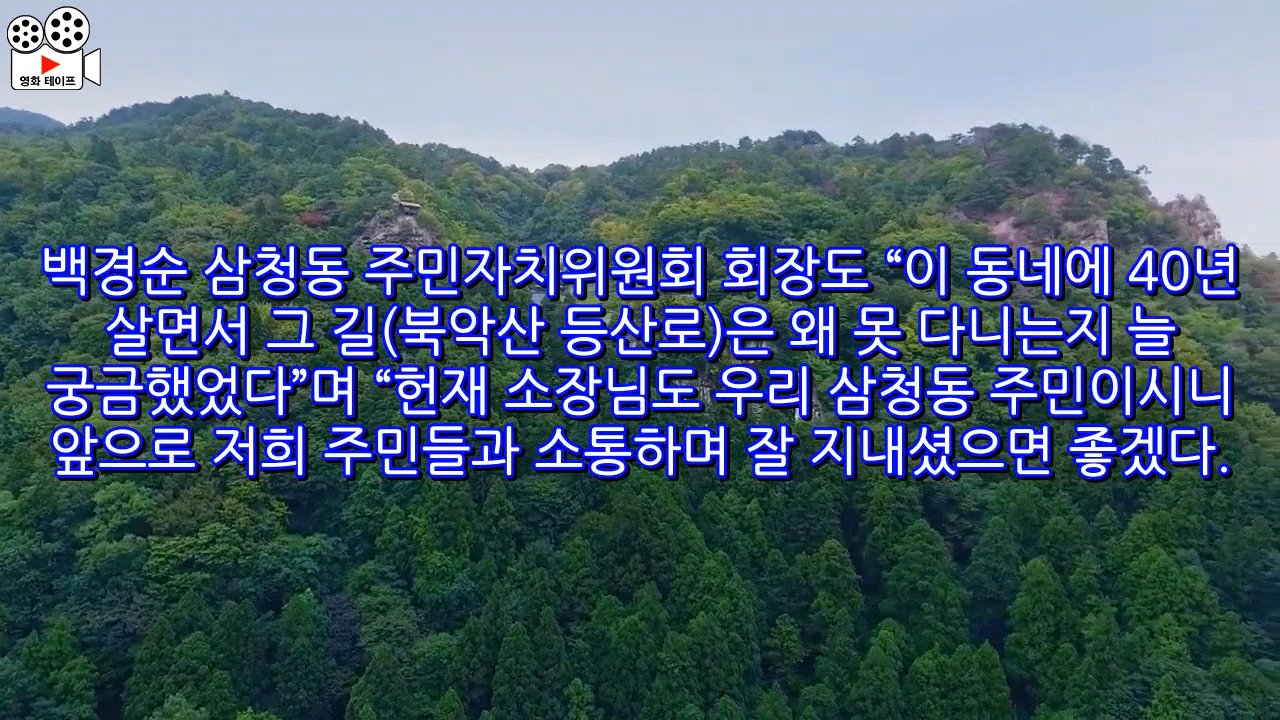 영화 테이프
백경순 삼청동 주민자치위원회 회장도 “이 동네에 40년
살면서 그 길(북악산 등산로)은 왜 못 다니는지 늘
궁금했었다”며 “헌재 소장님도 우리 삼청동 주민이시니
앞으로 저희 주민들과 소통하며 잘 지내셨으면 좋겠다.